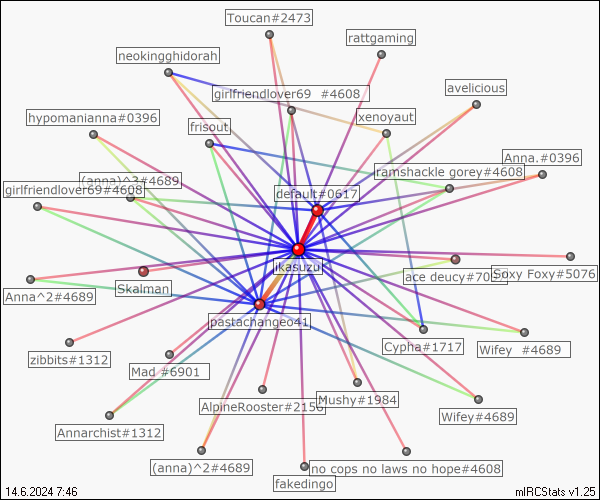 Toucan#2473
rattgaming
neokingghidorah
avelicious
girlfriendlover69 #4608
xenoyaut
hypomanianna#0396
frisout
Anna.#0396
ramshackle gorey#4608
(anna)^3#4689
girlfriendlover69#4608
default#0617
ikasuzu
Soxy Foxy#5076
ace deucy#70
Skalman
Anna^2#4689
pastachangeo41
Cypha#1717
Wifey #4689
zibbits#1312
Mad #6901
Mushy#1984
AlpineRooster#2156
Wifey#4689
Annarchist#1312
(anna)^2#4689
no cops no laws no hope#4608
fakedingo
14.6.2024 7:46
mIRCStats v1.25